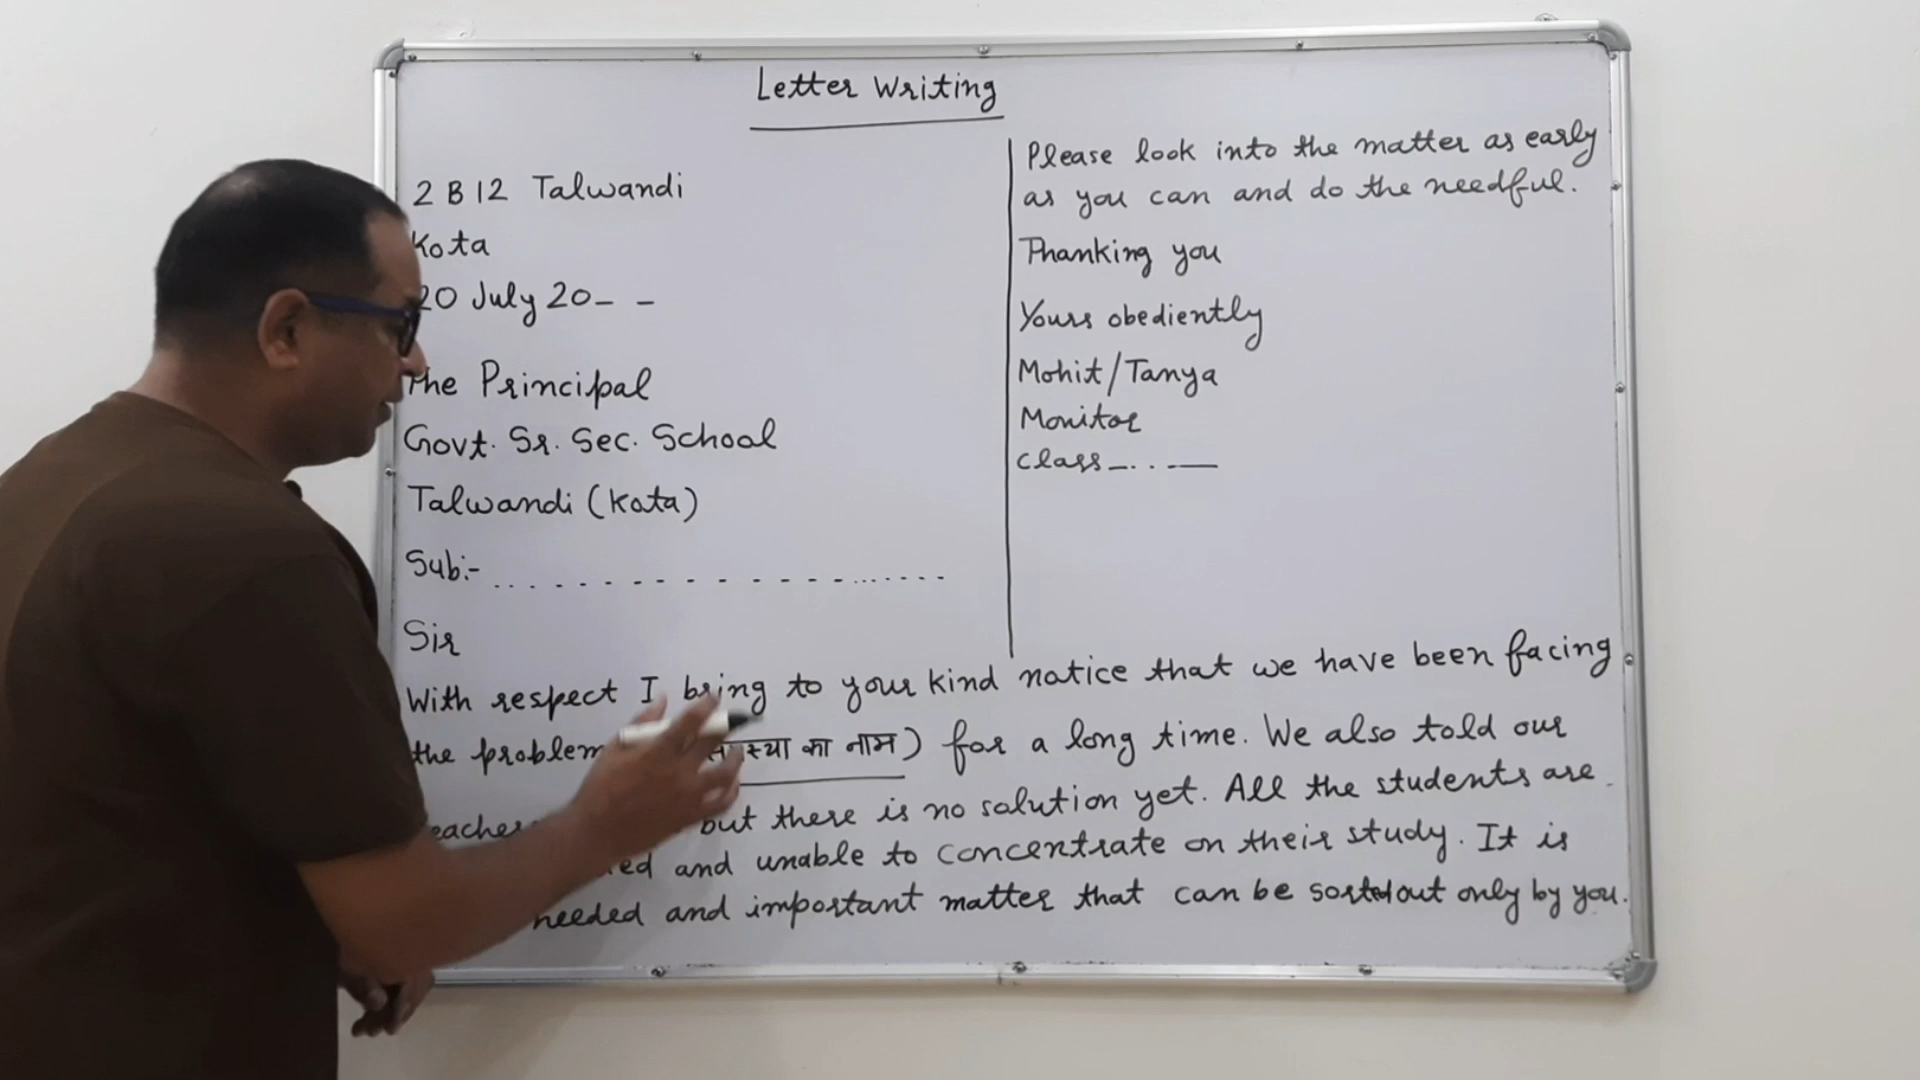 Letter Writing
2 B 12 Talwandi
Kota
20 July 20_ _
The Principal
Govt. Sr. Sec. School
Talwandi (Kota)
Sub:- ....................
Sir
With respect I bring to your kind notice that we have been facing
the problem का नाम) for a long time. We also told our
but there is no solution yet. All the students are
and unable to concentrate on their study. It is
needed and important matter that can be sorted out only by you.
Please look into the matter as early
as you can and do the needful.
Thanking you
Yours obediently
Mohit/Tanya
Monitor
Class _..._